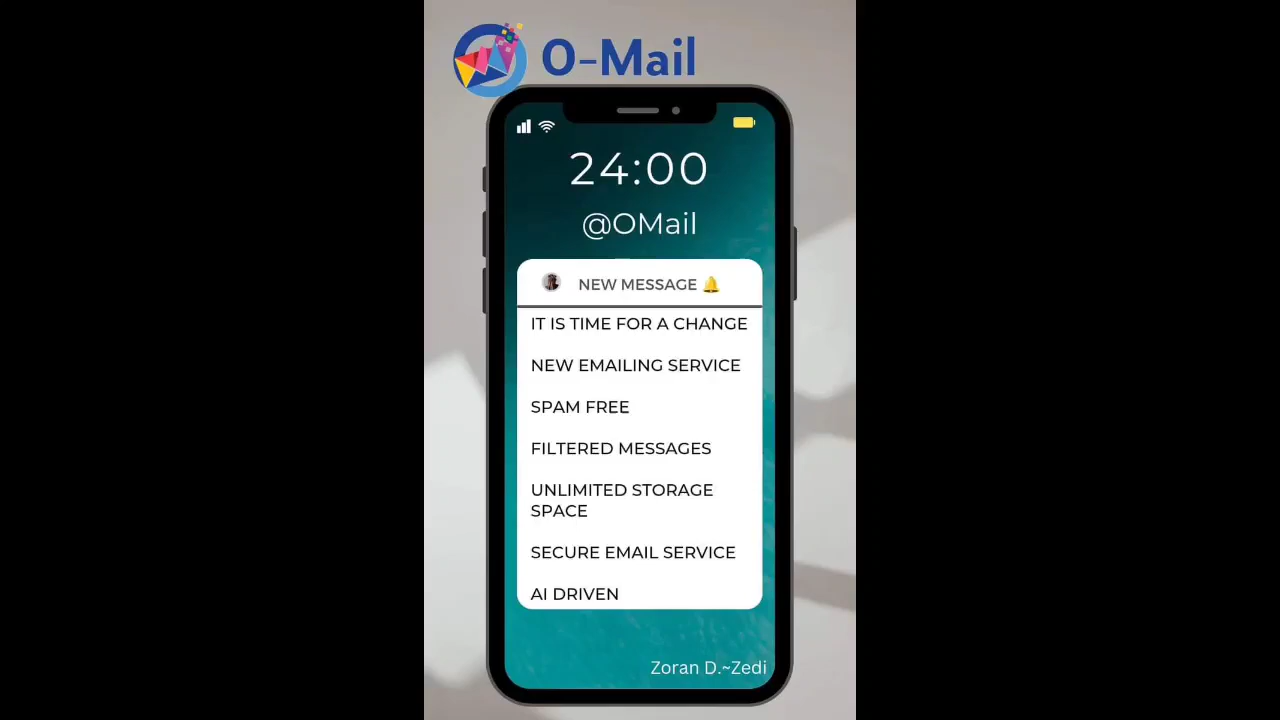 O-Mail
24:00
@OMail
NEW MESSAGE 🔔
IT IS TIME FOR A CHANGE
NEW EMAILING SERVICE
SPAM FREE
FILTERED MESSAGES
UNLIMITED STORAGE
SPACE
SECURE EMAIL SERVICE
AI DRIVEN
Zoran D.~Zedi